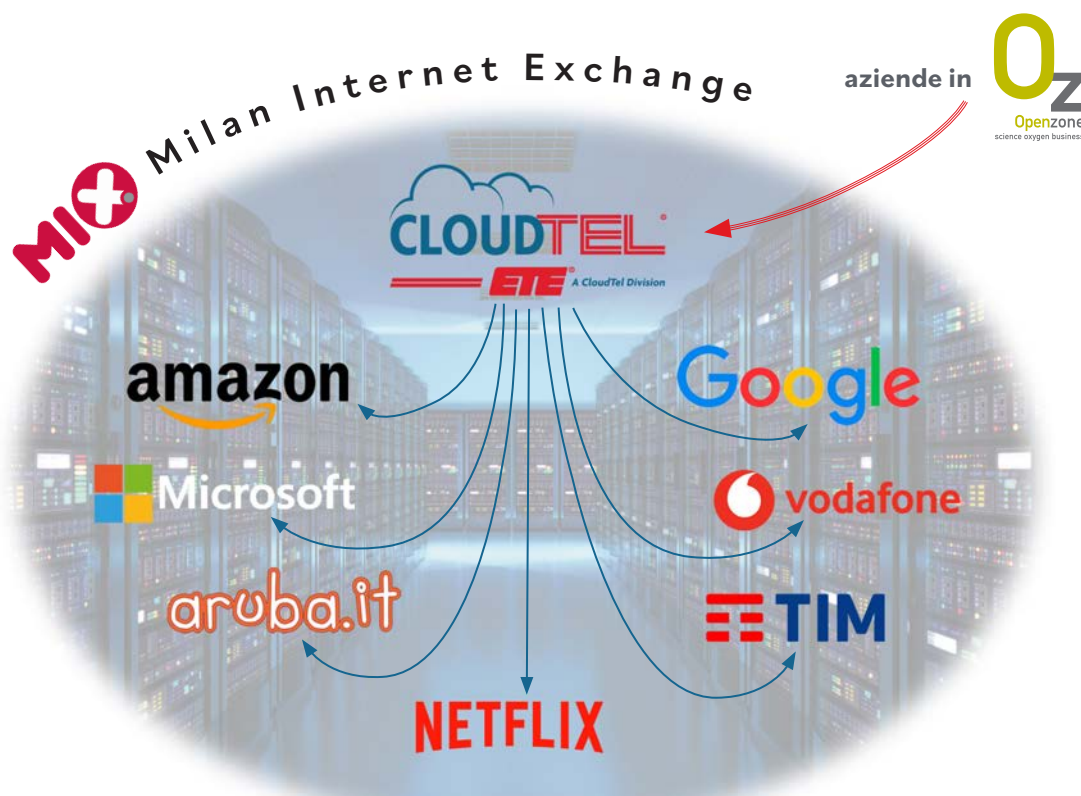 MIX Milan Internet Exchange
aziende in
Oz
Openzone
science oxygen business
CLOUDTEL
ETE A CloudTel Division
amazon
Google
Microsoft
vodafone
aruba.it
TIM
NETFLIX